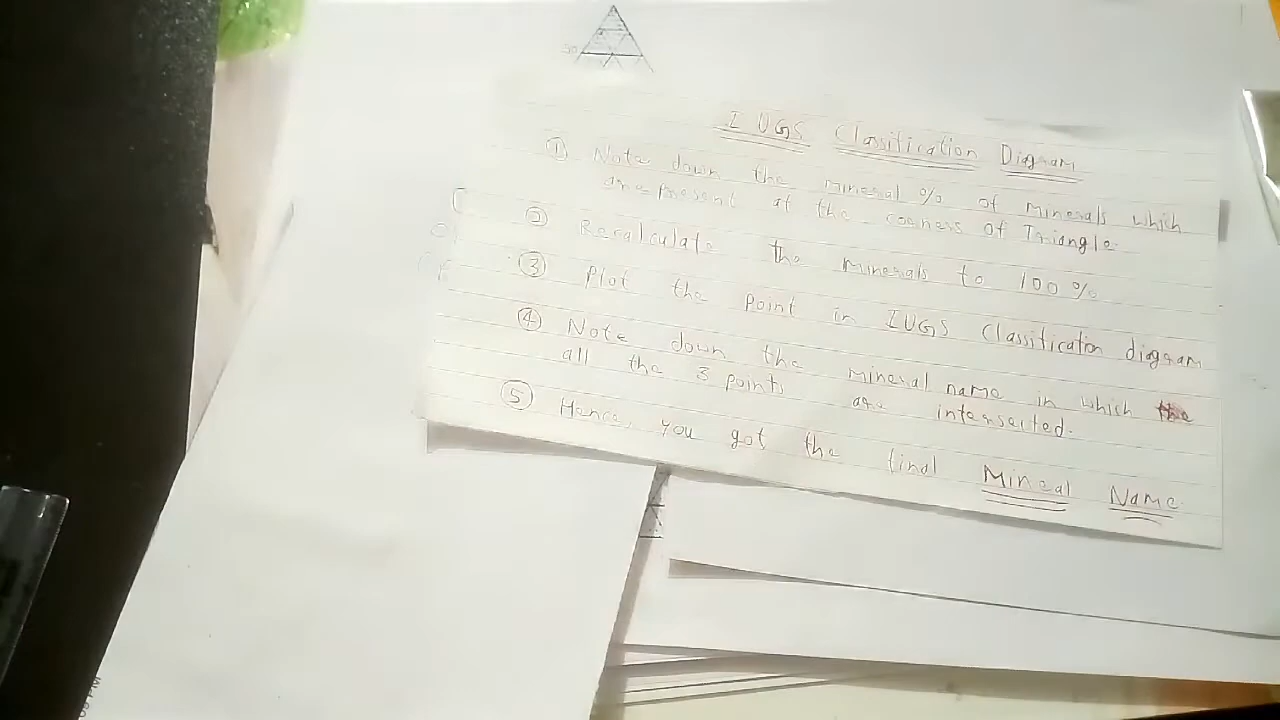 IUGS Classification Diagram
① Note down the mineral % of minerals which
are present at the corners of Triangle.
② Recalculate the minerals to 100%
③ Plot the point in IUGS Classification diagram
④ Note down the mineral name in which the
all the 3 points are intersected.
⑤ Hence, you got the final Mineal Name